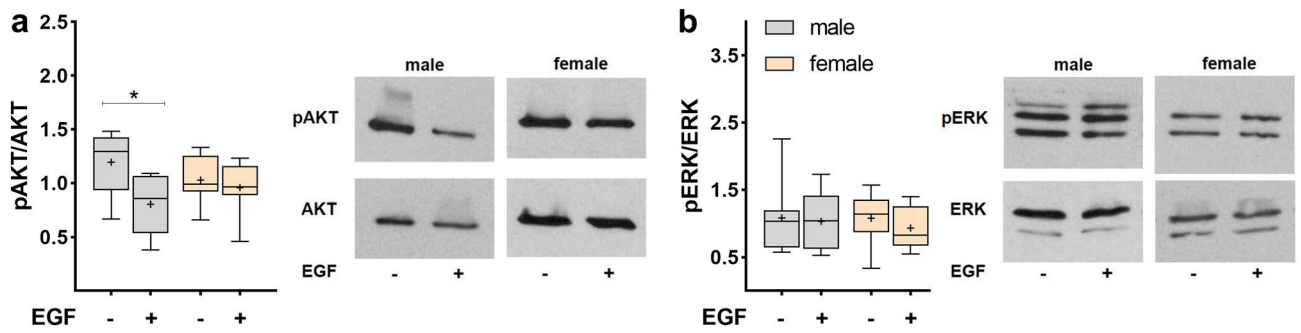 a
pAKT/AKT
2.5
2.0
1.5
1.0
0.5
*
EGF - + - +
male female
pAKT
AKT
EGF - + - +
b
pERK/ERK
3.5
2.5
1.5
0.5
male
female
EGF - + - +
male female
pERK
ERK
EGF - + - +